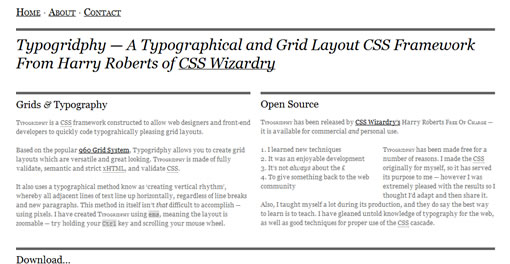 Home · About · Contact
Typogridphy — A Typographical and Grid Layout CSS Framework
From Harry Roberts of CSS Wizardry
Grids & Typography
Typogridphy is a CSS framework constructed to allow web designers and front-end
developers to quickly code typograhically pleasing grid layouts.
Based on the popular 960 Grid System, Typogridphy allows you to create grid
layouts which are versatile and great looking. Typogridphy is made of fully
validate, semantic and strict xHTML, and validate CSS.
It also uses a typographical method know as 'creating vertical rhythm',
whereby all adjacent lines of text line up horizontally, regardless of line breaks
and new paragraphs. This method in itself isn't that difficult to accomplish –
using pixels. I have created Typogridphy using ems, meaning the layout is
zoomable – try holding your Ctrl key and scrolling your mouse wheel.
Open Source
Typogridphy has been released by CSS Wizardry's Harry Roberts Free Of Charge —
it is available for commercial and personal use.
1. I learned new techniques
2. It was an enjoyable development
3. It's not always about the £
4. To give something back to the web
community
Typogridphy has been made for a
number of reasons. I made the CSS
originally for myself, so it has served
its purpose to me — however I was
extremely pleased with the results so I
thought I'd adapt and then share it.
Also, I taught myself a lot during its production, and they do say the best way
to learn is to teach. I have gleaned untold knowledge of typography for the web,
as well as good techniques for proper use of the CSS cascade.
Download...